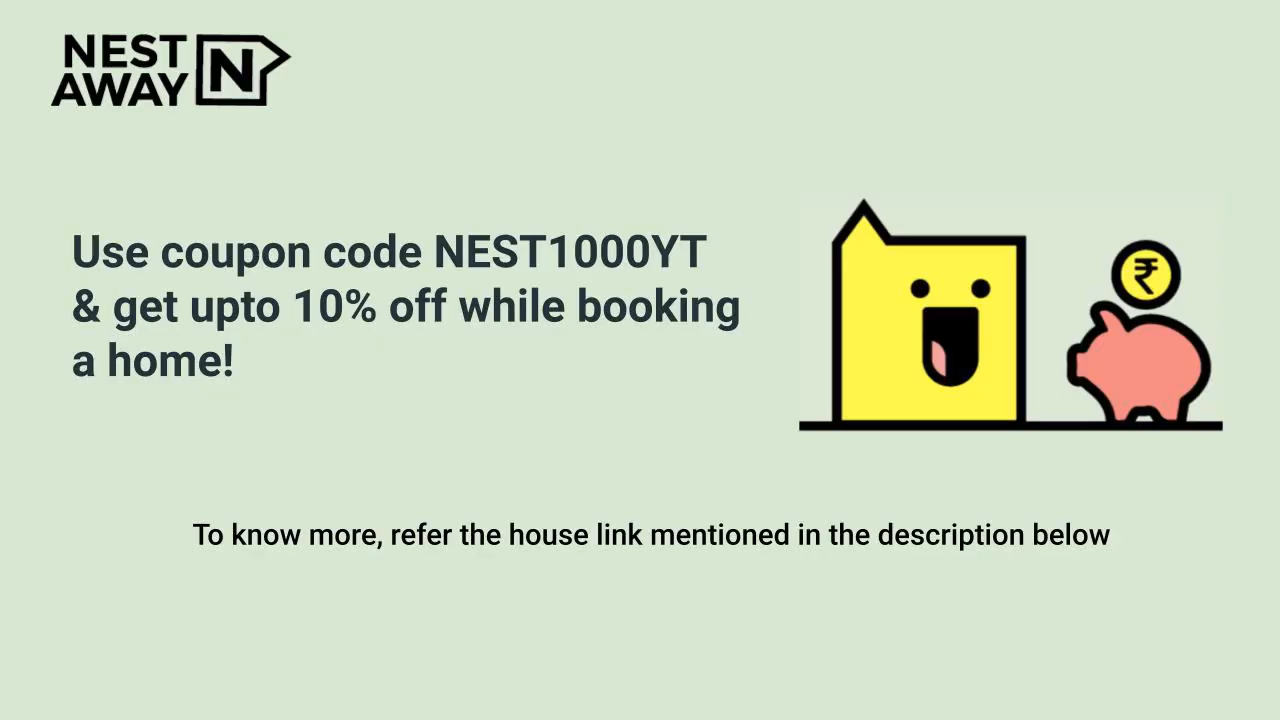 NEST
AWAY N
Use coupon code NEST1000YT
& get upto 10% off while booking
a home!
₹
To know more, refer the house link mentioned in the description below